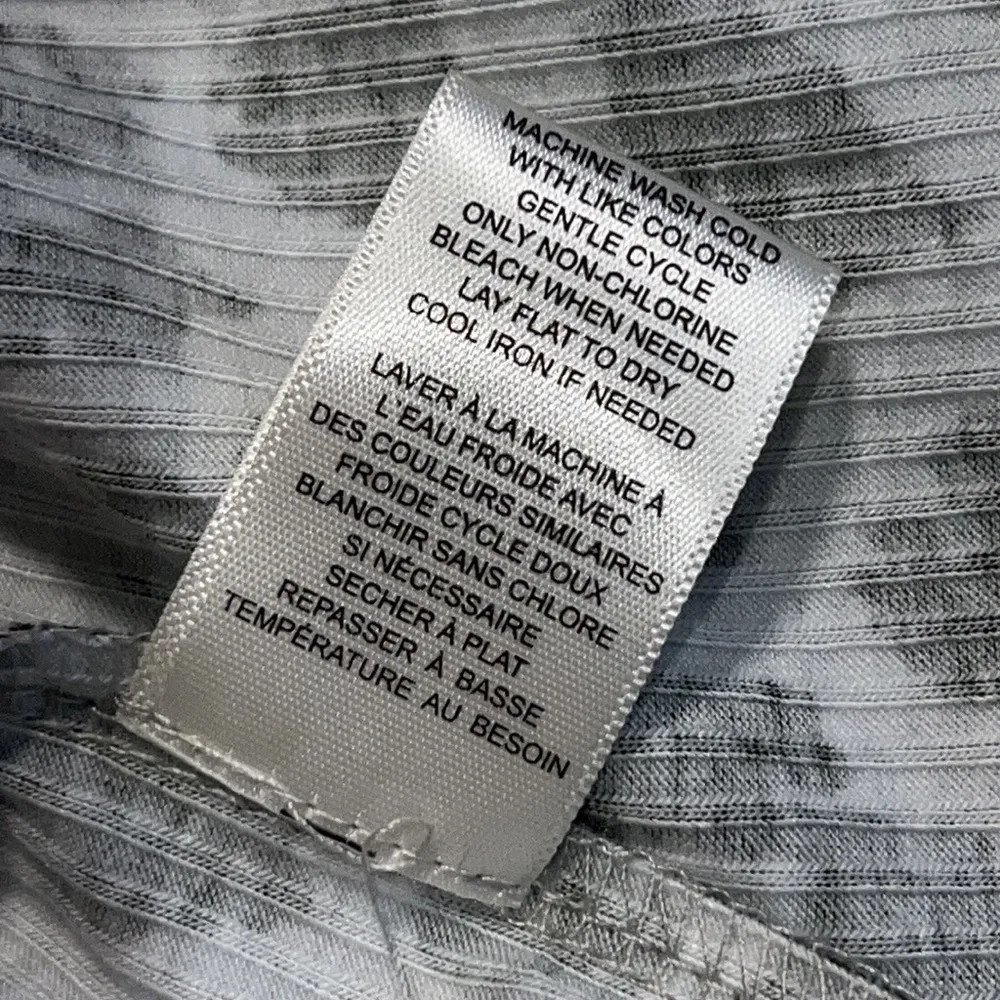 MACHINE WASH COLD
WITH LIKE COLORS
GENTLE CYCLE
ONLY NON-CHLORINE
BLEACH WHEN NEEDED
LAY FLAT TO DRY
COOL IRON IF NEEDED
LAVER À LA MACHINE À
L'EAU FROIDE AVEC
DES COULEURS SIMILAIRES
FROIDE CYCLE DOUX
BLANCHIR SANS CHLORE
SI NÉCESSAIRE
SECHER À PLAT
REPASSER À BASSE
TEMPÉRATURE AU BESOIN